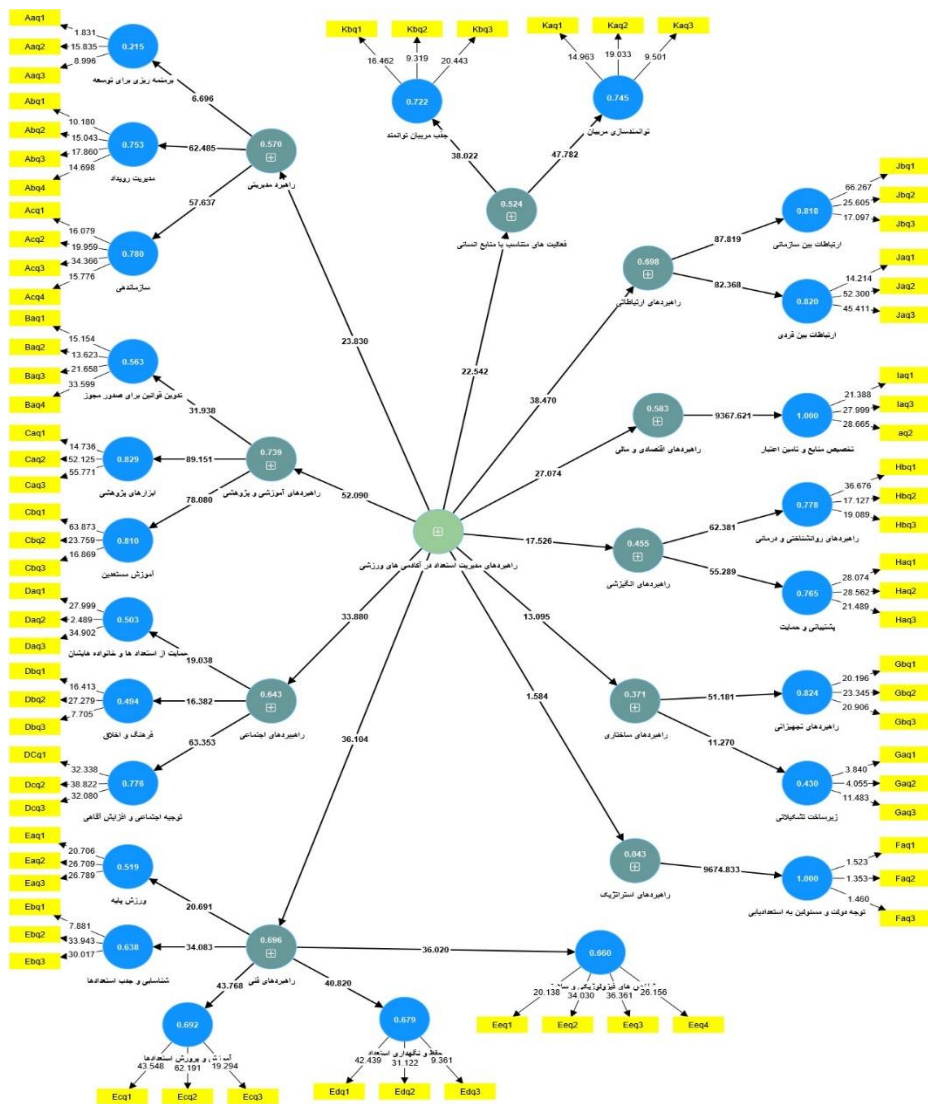 Aaq1
1.831
Aaq2
15.835
0.215
8.996
Aaq3
برمنمه ریزی برای توسعه
Abq1
10.180
Abq2
15.043
0.753
Abq3
17.860
14.698
مدیریت رویداد
Abq4
Acq1
16.079
Acq2
19.959
0.780
Acq3
34.366
15.776
سازماندهی
Acq4
6.696
62.485
57.637
0.570
راهبرد مدیریتی
Baq1
15.154
Baq2
13.623
0.563
Baq3
21.658
33.599
تدوین قوانین برای صدور مجوز
Baq4
Caq1
14.736
Caq2
52.125
0.829
55.771
Caq3
ابزارهای پژوهشی
Cbq1
63.873
Cbq2
23.759
0.810
16.869
Cbq3
آموزش مستعدین
31.938
89.151
78.080
0.739
راهبردهای آموزشی و پژوهشی
Daq1
27.999
Daq2
2.489
0.503
34.902
Daq3
حمایت از استعداد ها و خانواده هایشان
Dbq1
16.413
Dbq2
27.279
0.494
7.705
Dbq3
فرهنگ و اخلاق
DCq1
32.338
Dcq2
38.822
0.776
32.080
Dcq3
توجیه اجتماعی و افزایش آگاهی
19.038
16.382
63.353
0.643
راهبردهای اجتماعی
Eaq1
20.706
Eaq2
26.709
0.519
26.789
Eaq3
ورزش پایه
Ebq1
7.881
Ebq2
33.943
0.638
30.017
Ebq3
شناسایی و جذب استعدادها
20.691
34.083
0.696
راهبردهای فنی
43.768
40.820
36.020
0.692
و پرورش استعدادها
43.548
62.191
19.294
Ecq1
Ecq2
Ecq3
0.679
حفظ و نگهداری استعداد
42.439
31.122
9.361
Edq1
Edq2
Edq3
0.660
های فیزیولوژیکی و
20.138
34.030
36.361
26.156
Eeq1
Eeq2
Eeq3
Eeq4
Kbq1
Kbq2
Kbq3
16.462
9.319
20.443
0.722
جذب مربیان توانمند
Kaq1
Kaq2
Kaq3
14.963
19.033
9.501
0.745
توانمندسازی مربیان
38.022
47.782
0.524
فعالیت های متناسب با منابع انسانی
Jbq1
66.267
Jbq2
25.605
0.818
17.097
Jbq3
ارتباطات بین سازمانی
Jaq1
14.214
Jaq2
52.300
0.820
45.411
Jaq3
ارتباطات بین فردی
87.819
82.368
0.698
راهبردهای ارتباطاتی
Iaq1
21.388
Iaq3
27.999
1.000
28.665
aq2
تخصیص منابع و تامین اعتبار
9367.621
0.583
راهبردهای اقتصادی و مالی
Hbq1
36.676
Hbq2
17.127
0.778
19.089
Hbq3
راهبردهای روانشناختی و درمانی
Haq1
28.074
Haq2
28.562
0.765
21.489
Haq3
پشتیبانی و حمایت
62.381
55.289
0.455
راهبردهای انگیزشی
Gbq1
20.196
Gbq2
23.345
0.824
20.906
Gbq3
راهبردهای تجهیزاتی
Gaq1
3.840
Gaq2
4.055
0.430
11.483
Gaq3
زیرساخت تشکیلاتی
51.181
11.270
0.371
راهبردهای ساختاری
Faq1
1.523
Faq2
1.353
1.000
1.460
Faq3
توجه دولت و مسئولین به استعدادیابی
9674.833
0.043
راهبردهای استراتژیک
23.830
22.542
38.470
27.074
52.090
17.526
33.880
13.095
1.584
36.104
راهبردهای مدیریت استعداد در آکادمی های ورزشی